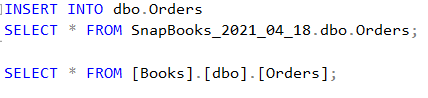 INSERT INTO dbo.Orders
SELECT * FROM SnapBooks_2021_04_18.dbo.Orders;
SELECT * FROM [Books].[dbo].[Orders];